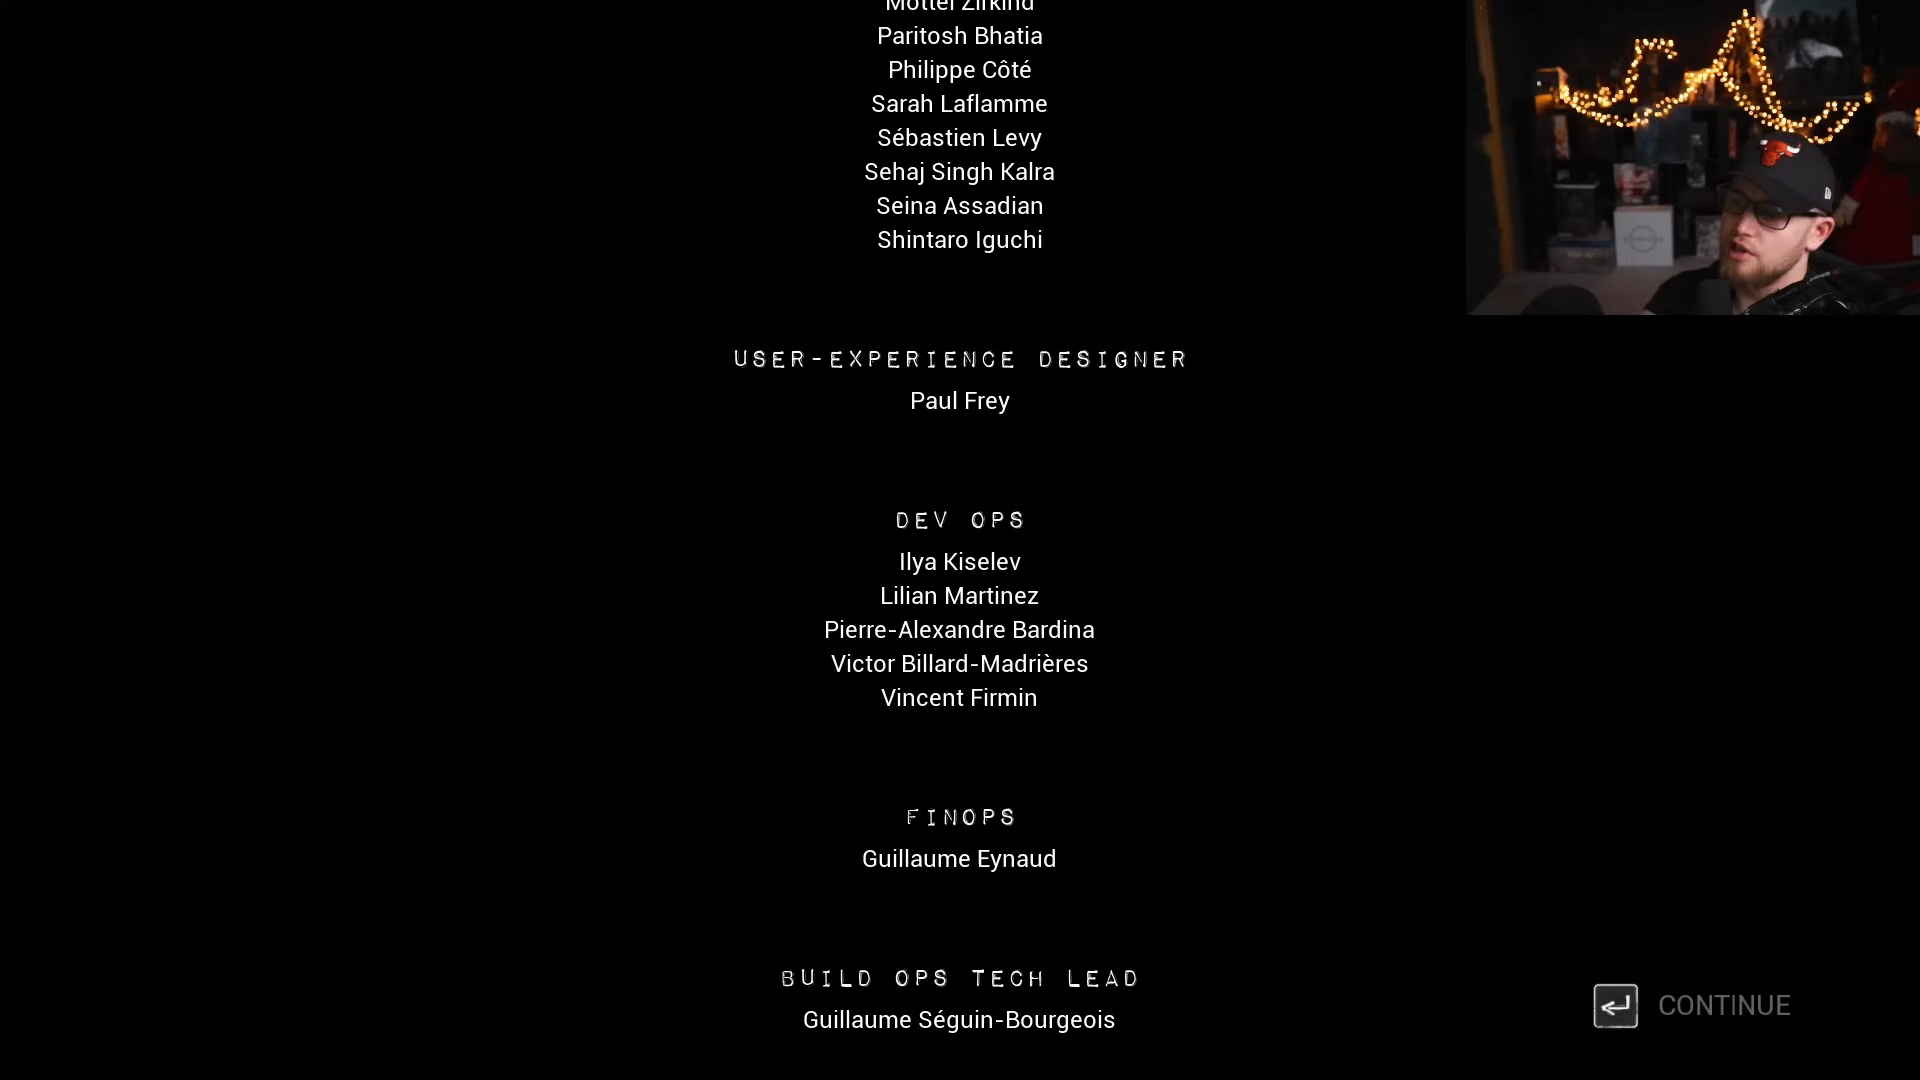 Mottel Zirkind
Paritosh Bhatia
Philippe Côté
Sarah Laflamme
Sébastien Levy
Sehaj Singh Kalra
Seina Assadian
Shintaro Iguchi
USER-EXPERIENCE DESIGNER
Paul Frey
DEV OPS
Ilya Kiselev
Lilian Martinez
Pierre-Alexandre Bardina
Victor Billard-Madrières
Vincent Firmin
FINOPS
Guillaume Eynaud
BUILD OPS TECH LEAD
Guillaume Séguin-Bourgeois
CONTINUE